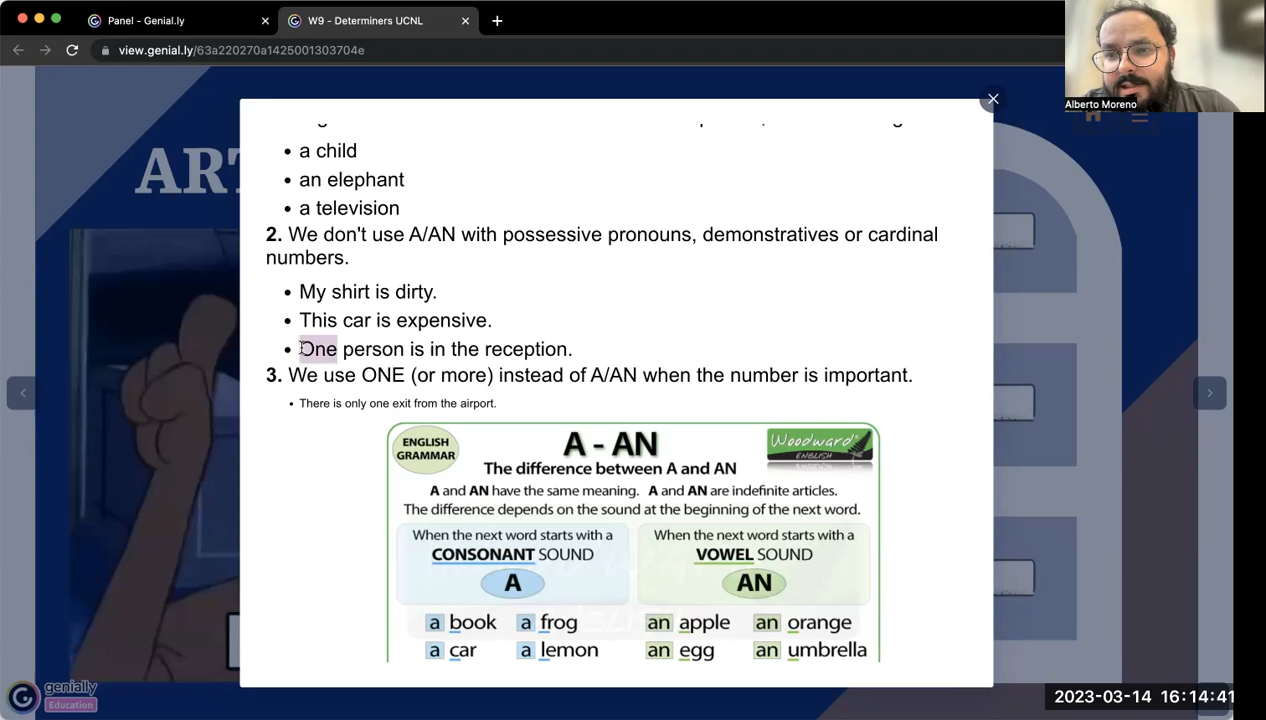 Panel - Genial.ly
W9 - Determiners UCNL
view.genial.ly/63a220270a1425001303704e
Alberto Moreno
ART
• a child
• an elephant
• a television
2. We don't use A/AN with possessive pronouns, demonstratives or cardinal
numbers.
• My shirt is dirty.
• This car is expensive.
• One person is in the reception.
3. We use ONE (or more) instead of A/AN when the number is important.
• There is only one exit from the airport.
ENGLISH
GRAMMAR
A - AN
Woodward
ENGLISH
The difference between A and AN
A and AN have the same meaning. A and AN are indefinite articles.
The difference depends on the sound at the beginning of the next word.
When the next word starts with a
CONSONANT SOUND
A
When the next word starts with a
VOWEL SOUND
AN
a book a frog
an apple an orange
a car a lemon
an egg an umbrella
genially
Education
2023-03-14 16:14:41